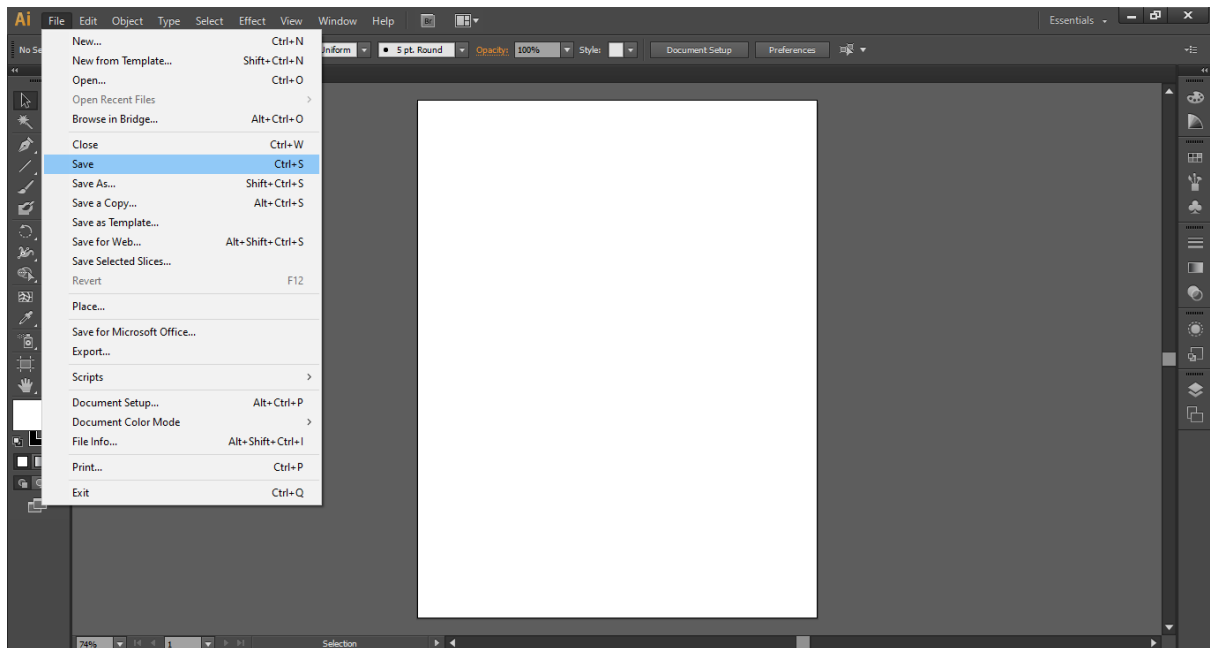 Ai File Edit Object Type Select Effect View Window Help Br Essentials
No Se Uniform 5 pt. Round Opacity: 100% Style: Document Setup Preferences
New... Ctrl+N
New from Template... Shift+Ctrl+N
Open... Ctrl+O
Open Recent Files >
Browse in Bridge... Alt+Ctrl+O
Close Ctrl+W
Save Ctrl+S
Save As... Shift+Ctrl+S
Save a Copy... Alt+Ctrl+S
Save as Template...
Save for Web... Alt+Shift+Ctrl+S
Save Selected Slices...
Revert F12
Place...
Save for Microsoft Office...
Export...
Scripts >
Document Setup... Alt+Ctrl+P
Document Color Mode >
File Info... Alt+Shift+Ctrl+I
Print... Ctrl+P
Exit Ctrl+Q
74% 1 Selection